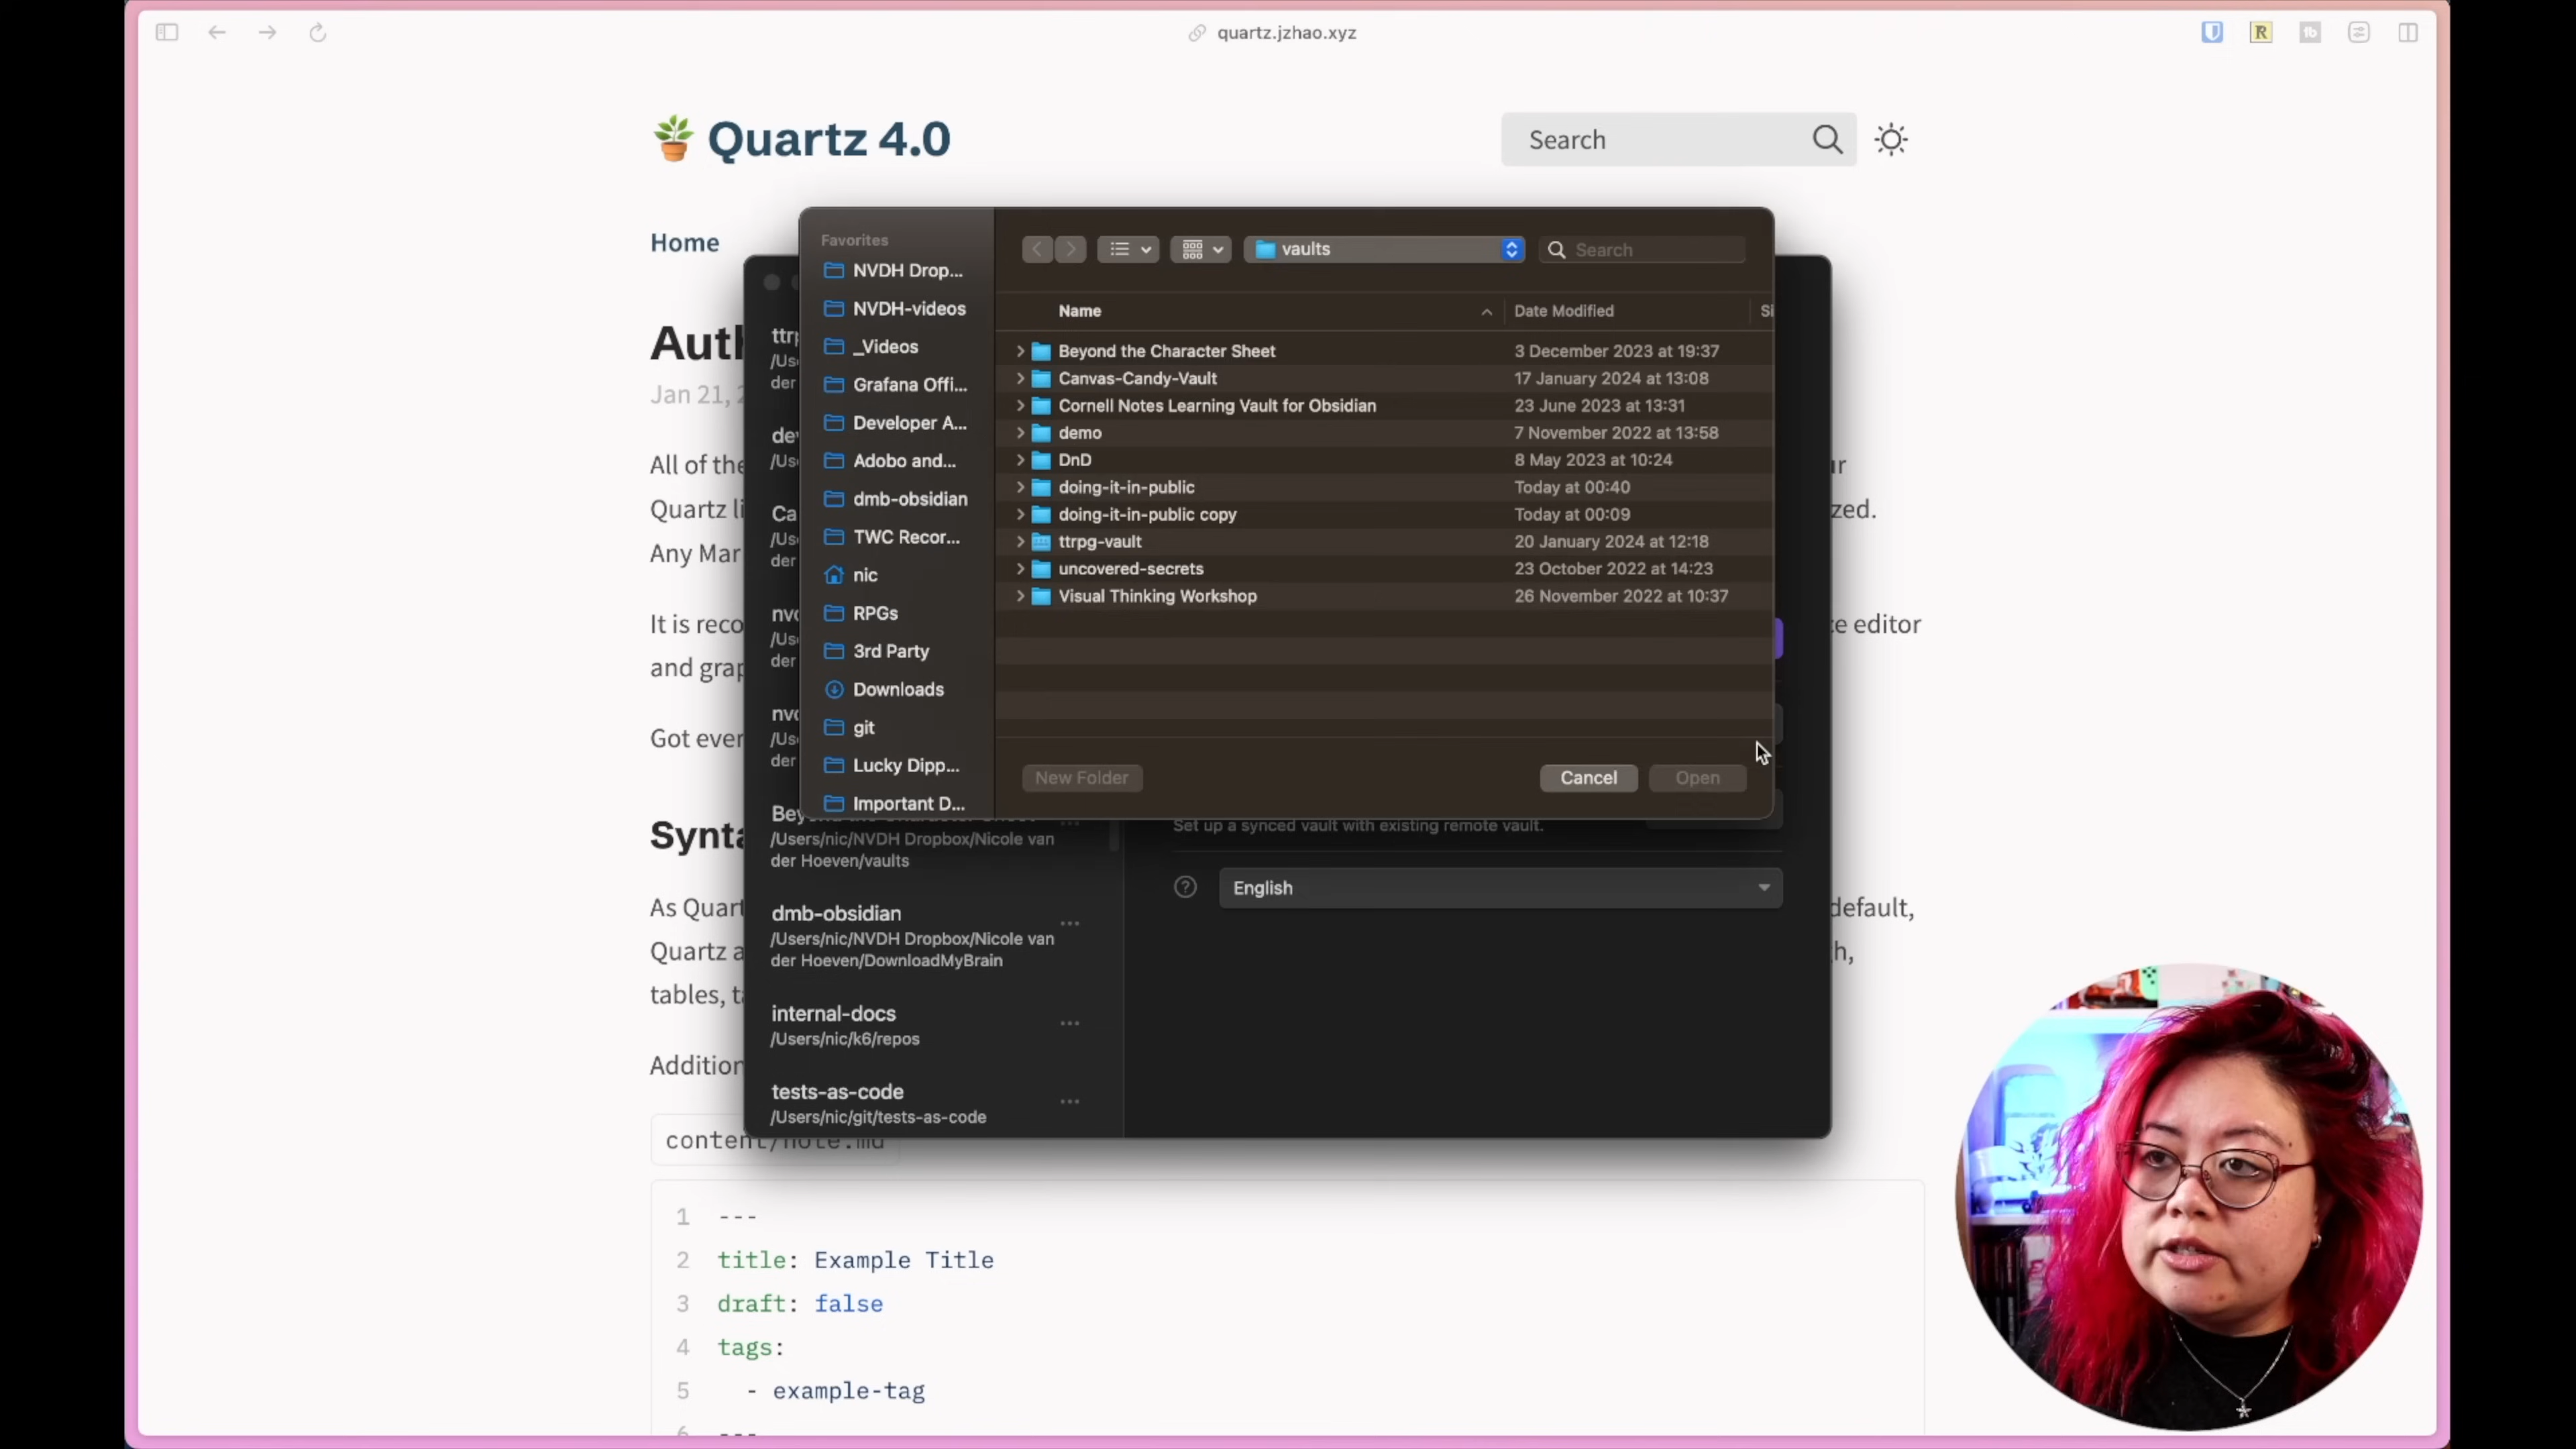 quartz.jzhao.xyz
R
Quartz 4.0
Search
Home
Jan 21,
All of the
Quartz
zed.
Any
It is
editor
and
Got
As
default,
Quartz
tables,
Favorites
NVDH Drop...
NVDH-videos
_Videos
Grafana Offi...
Developer A...
Adobo and...
dmb-obsidian
TWC Recor...
nic
RPGs
3rd Party
Downloads
git
Lucky Dipp...
Important D...
vaults
Search
Name Date Modified
Beyond the Character Sheet 3 December 2023 at 19:37
Canvas-Candy-Vault 17 January 2024 at 13:08
Cornell Notes Learning Vault for Obsidian 23 June 2023 at 13:31
demo 7 November 2022 at 13:58
DnD 8 May 2023 at 10:24
doing-it-in-public Today at 00:40
doing-it-in-public copy Today at 00:09
ttrpg-vault 20 January 2024 at 12:18
uncovered-secrets 23 October 2022 at 14:23
Visual Thinking Workshop 26 November 2022 at 10:37
New Folder
Cancel
Open
Set up a synced vault with existing remote vault.
English
/Users/nic/NVDH Dropbox/Nicole van
der Hoeven/vaults
dmb-obsidian
/Users/nic/NVDH Dropbox/Nicole van
der Hoeven/DownloadMyBrain
internal-docs
/Users/nic/k6/repos
tests-as-code
/Users/nic/git/tests-as-code
content/note.md
1 ---
2 title: Example Title
3 draft: false
4 tags:
5 - example-tag
6 ---